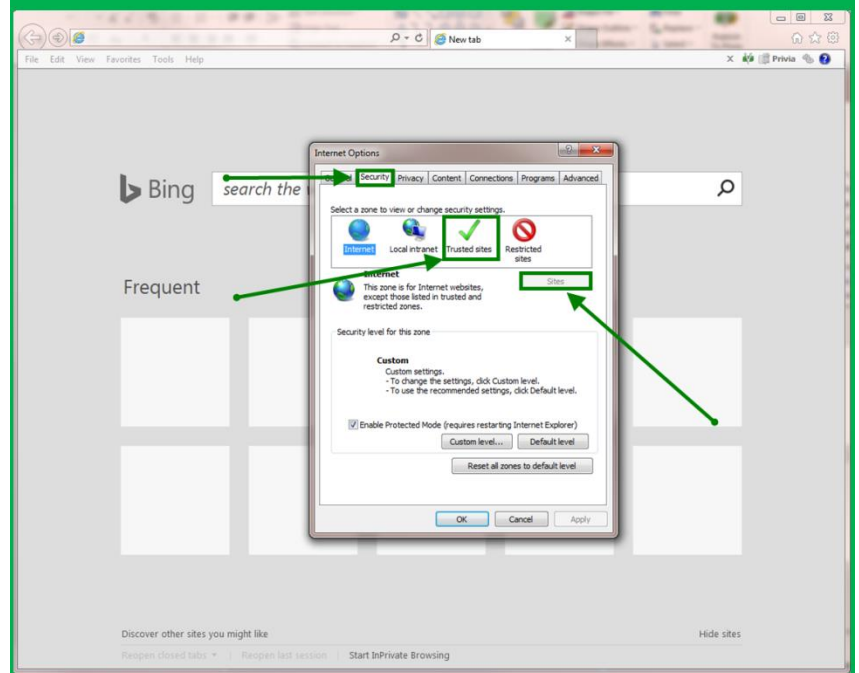 New tab
File Edit View Favorites Tools Help
X Privia
Internet Options
Security Privacy Content Connections Programs Advanced
Bing search the
Select a zone to view or change security settings.
Internet Local intranet Trusted sites Restricted sites
Frequent
Internet
Sites
This zone is for Internet websites,
except those listed in trusted and
restricted zones.
Security level for this zone
Custom
Custom settings.
- To change the settings, click Custom level.
- To use the recommended settings, click Default level.
Enable Protected Mode (requires restarting Internet Explorer)
Custom level... Default level
Reset all zones to default level
OK Cancel Apply
Discover other sites you might like Hide sites
Reopen closed tabs Reopen last session Start InPrivate Browsing